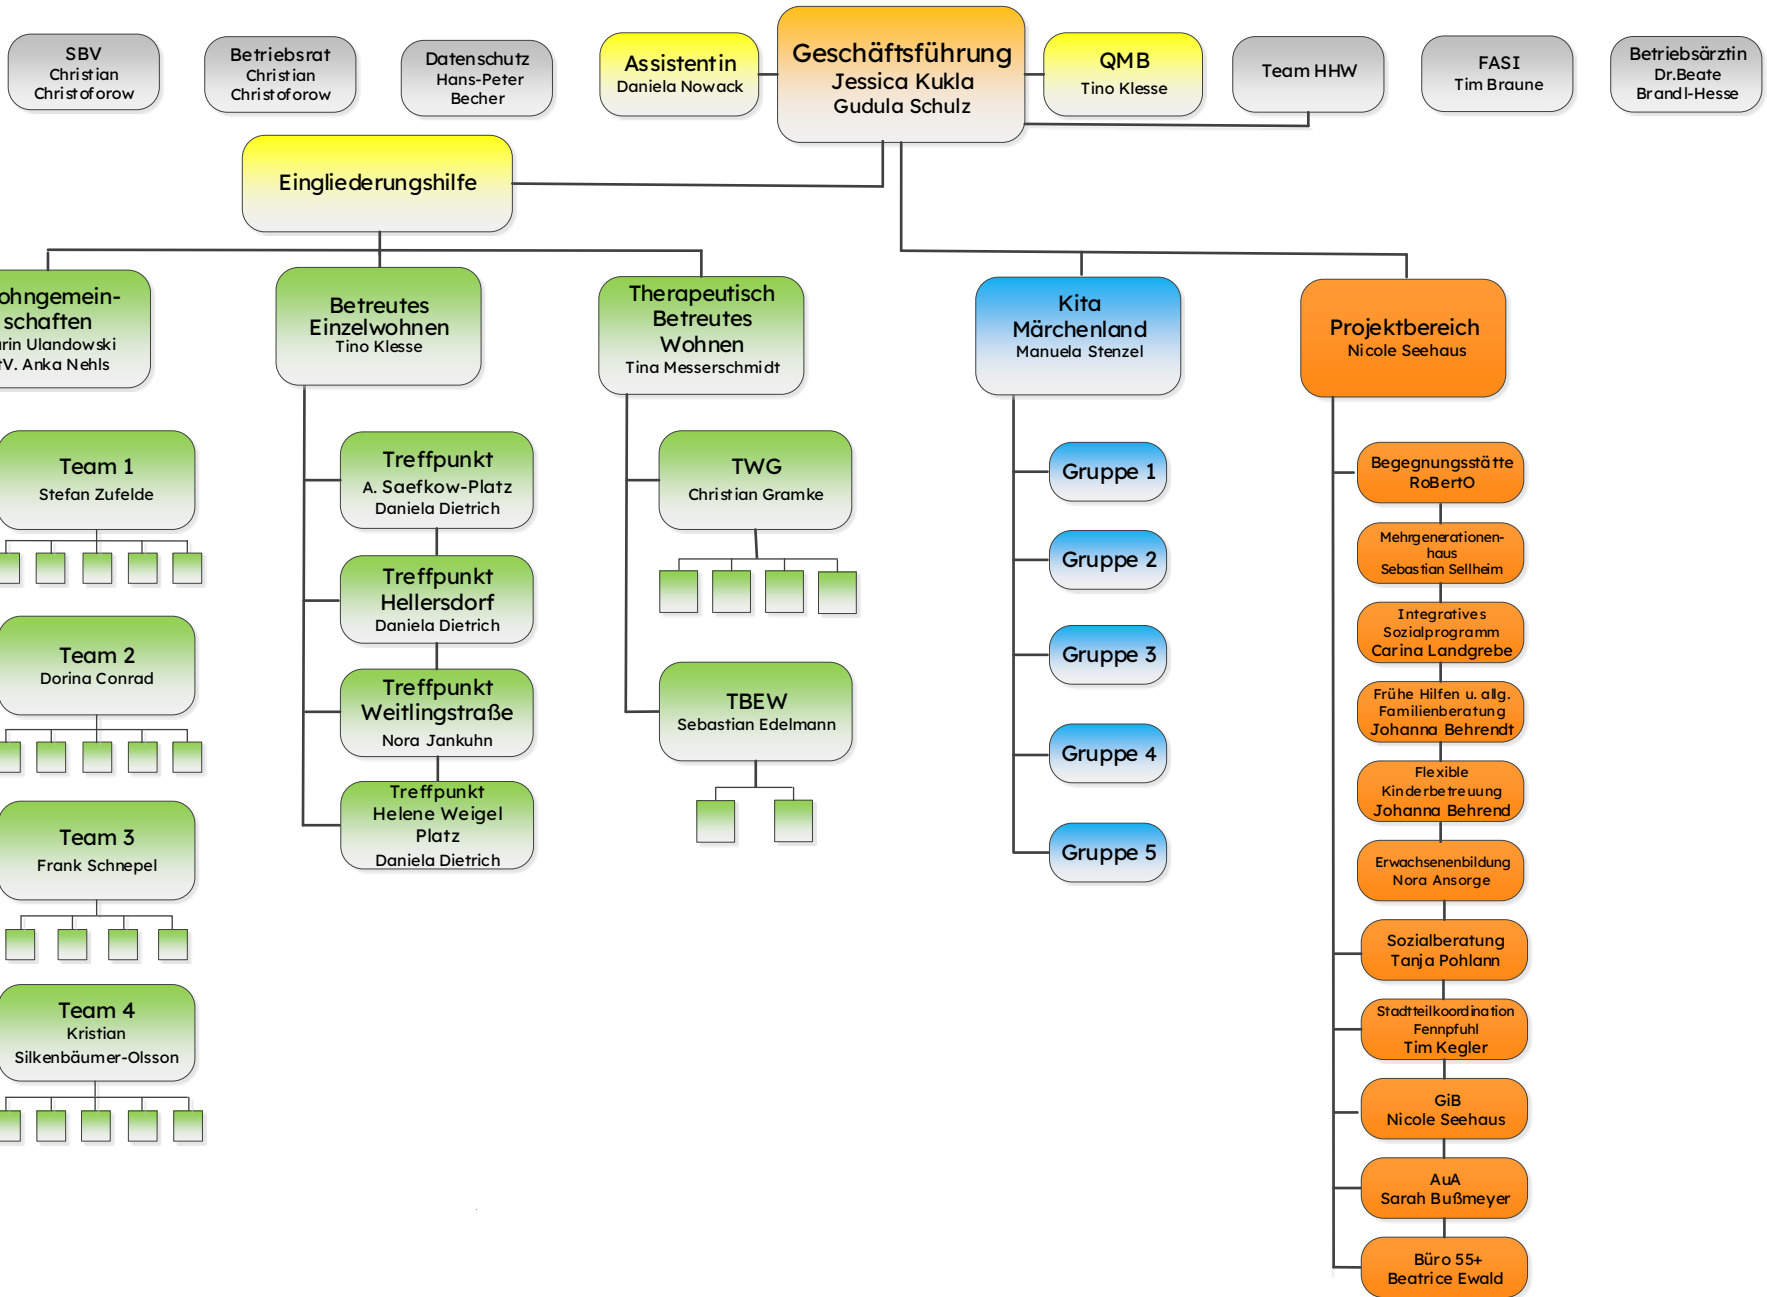 SBV
Christian
Christoforow
Betriebsrat
Christian
Christoforow
Datenschutz
Hans-Peter
Becher
Assistentin
Daniela Nowack
Geschäftsführung
Jessica Kukla
Gudula Schulz
QMB
Tino Klesse
Team HHW
FASI
Tim Braune
Betriebsärztin
Dr.Beate
Brandl-Hesse
Eingliederungshilfe
ohngemein-
schaften
rin Ulandowski
V. Anka Nehls
Team 1
Stefan Zufelde
Team 2
Dorina Conrad
Team 3
Frank Schnepel
Team 4
Kristian
Silkenbäumer-Olsson
Betreutes
Einzelwohnen
Tino Klesse
Treffpunkt
A. Saefkow-Platz
Daniela Dietrich
Treffpunkt
Hellersdorf
Daniela Dietrich
Treffpunkt
Weitlingstraße
Nora Jankuhn
Treffpunkt
Helene Weigel
Platz
Daniela Dietrich
Therapeutisch
Betreutes
Wohnen
Tina Messerschmidt
TWG
Christian Gramke
TBEW
Sebastian Edelmann
Kita
Märchenland
Manuela Stenzel
Gruppe 1
Gruppe 2
Gruppe 3
Gruppe 4
Gruppe 5
Projektbereich
Nicole Seehaus
Begegnungsstätte
RoBertO
Mehrgenerationen-
haus
Sebastian Sellheim
Integratives
Sozialprogramm
Carina Landgrebe
Frühe Hilfen u. allg.
Familienberatung
Johanna Behrendt
Flexible
Kinderbetreuung
Johanna Behrend
Erwachsenenbildung
Nora Ansorge
Sozialberatung
Tanja Pohlann
Stadtteilkoordination
Fennpfuhl
Tim Kegler
GiB
Nicole Seehaus
AuA
Sarah Bußmeyer
Büro 55+
Beatrice Ewald